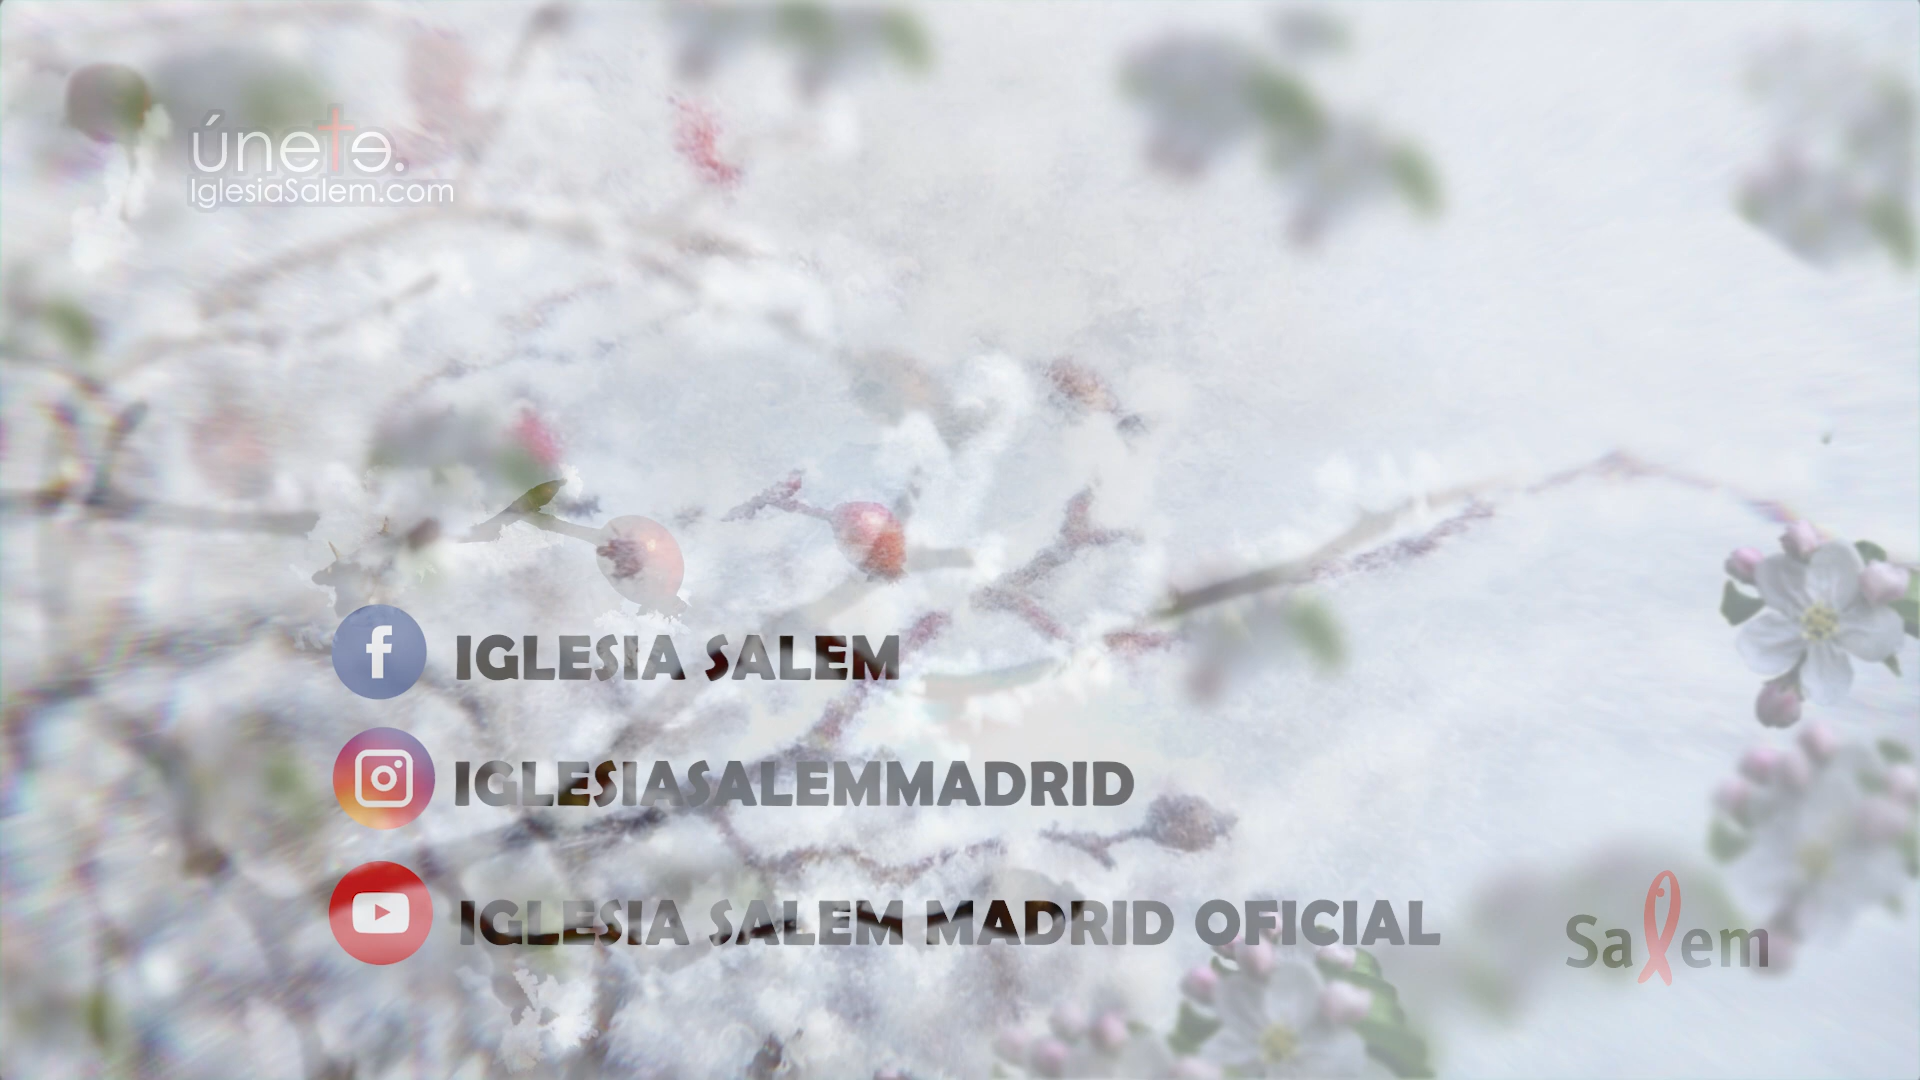 únete.
IglesiaSalem.com
IGLESIA SALEM
IGLESIASALEMMADRID
IGLESIA SALEM MADRID OFICIAL
Salem